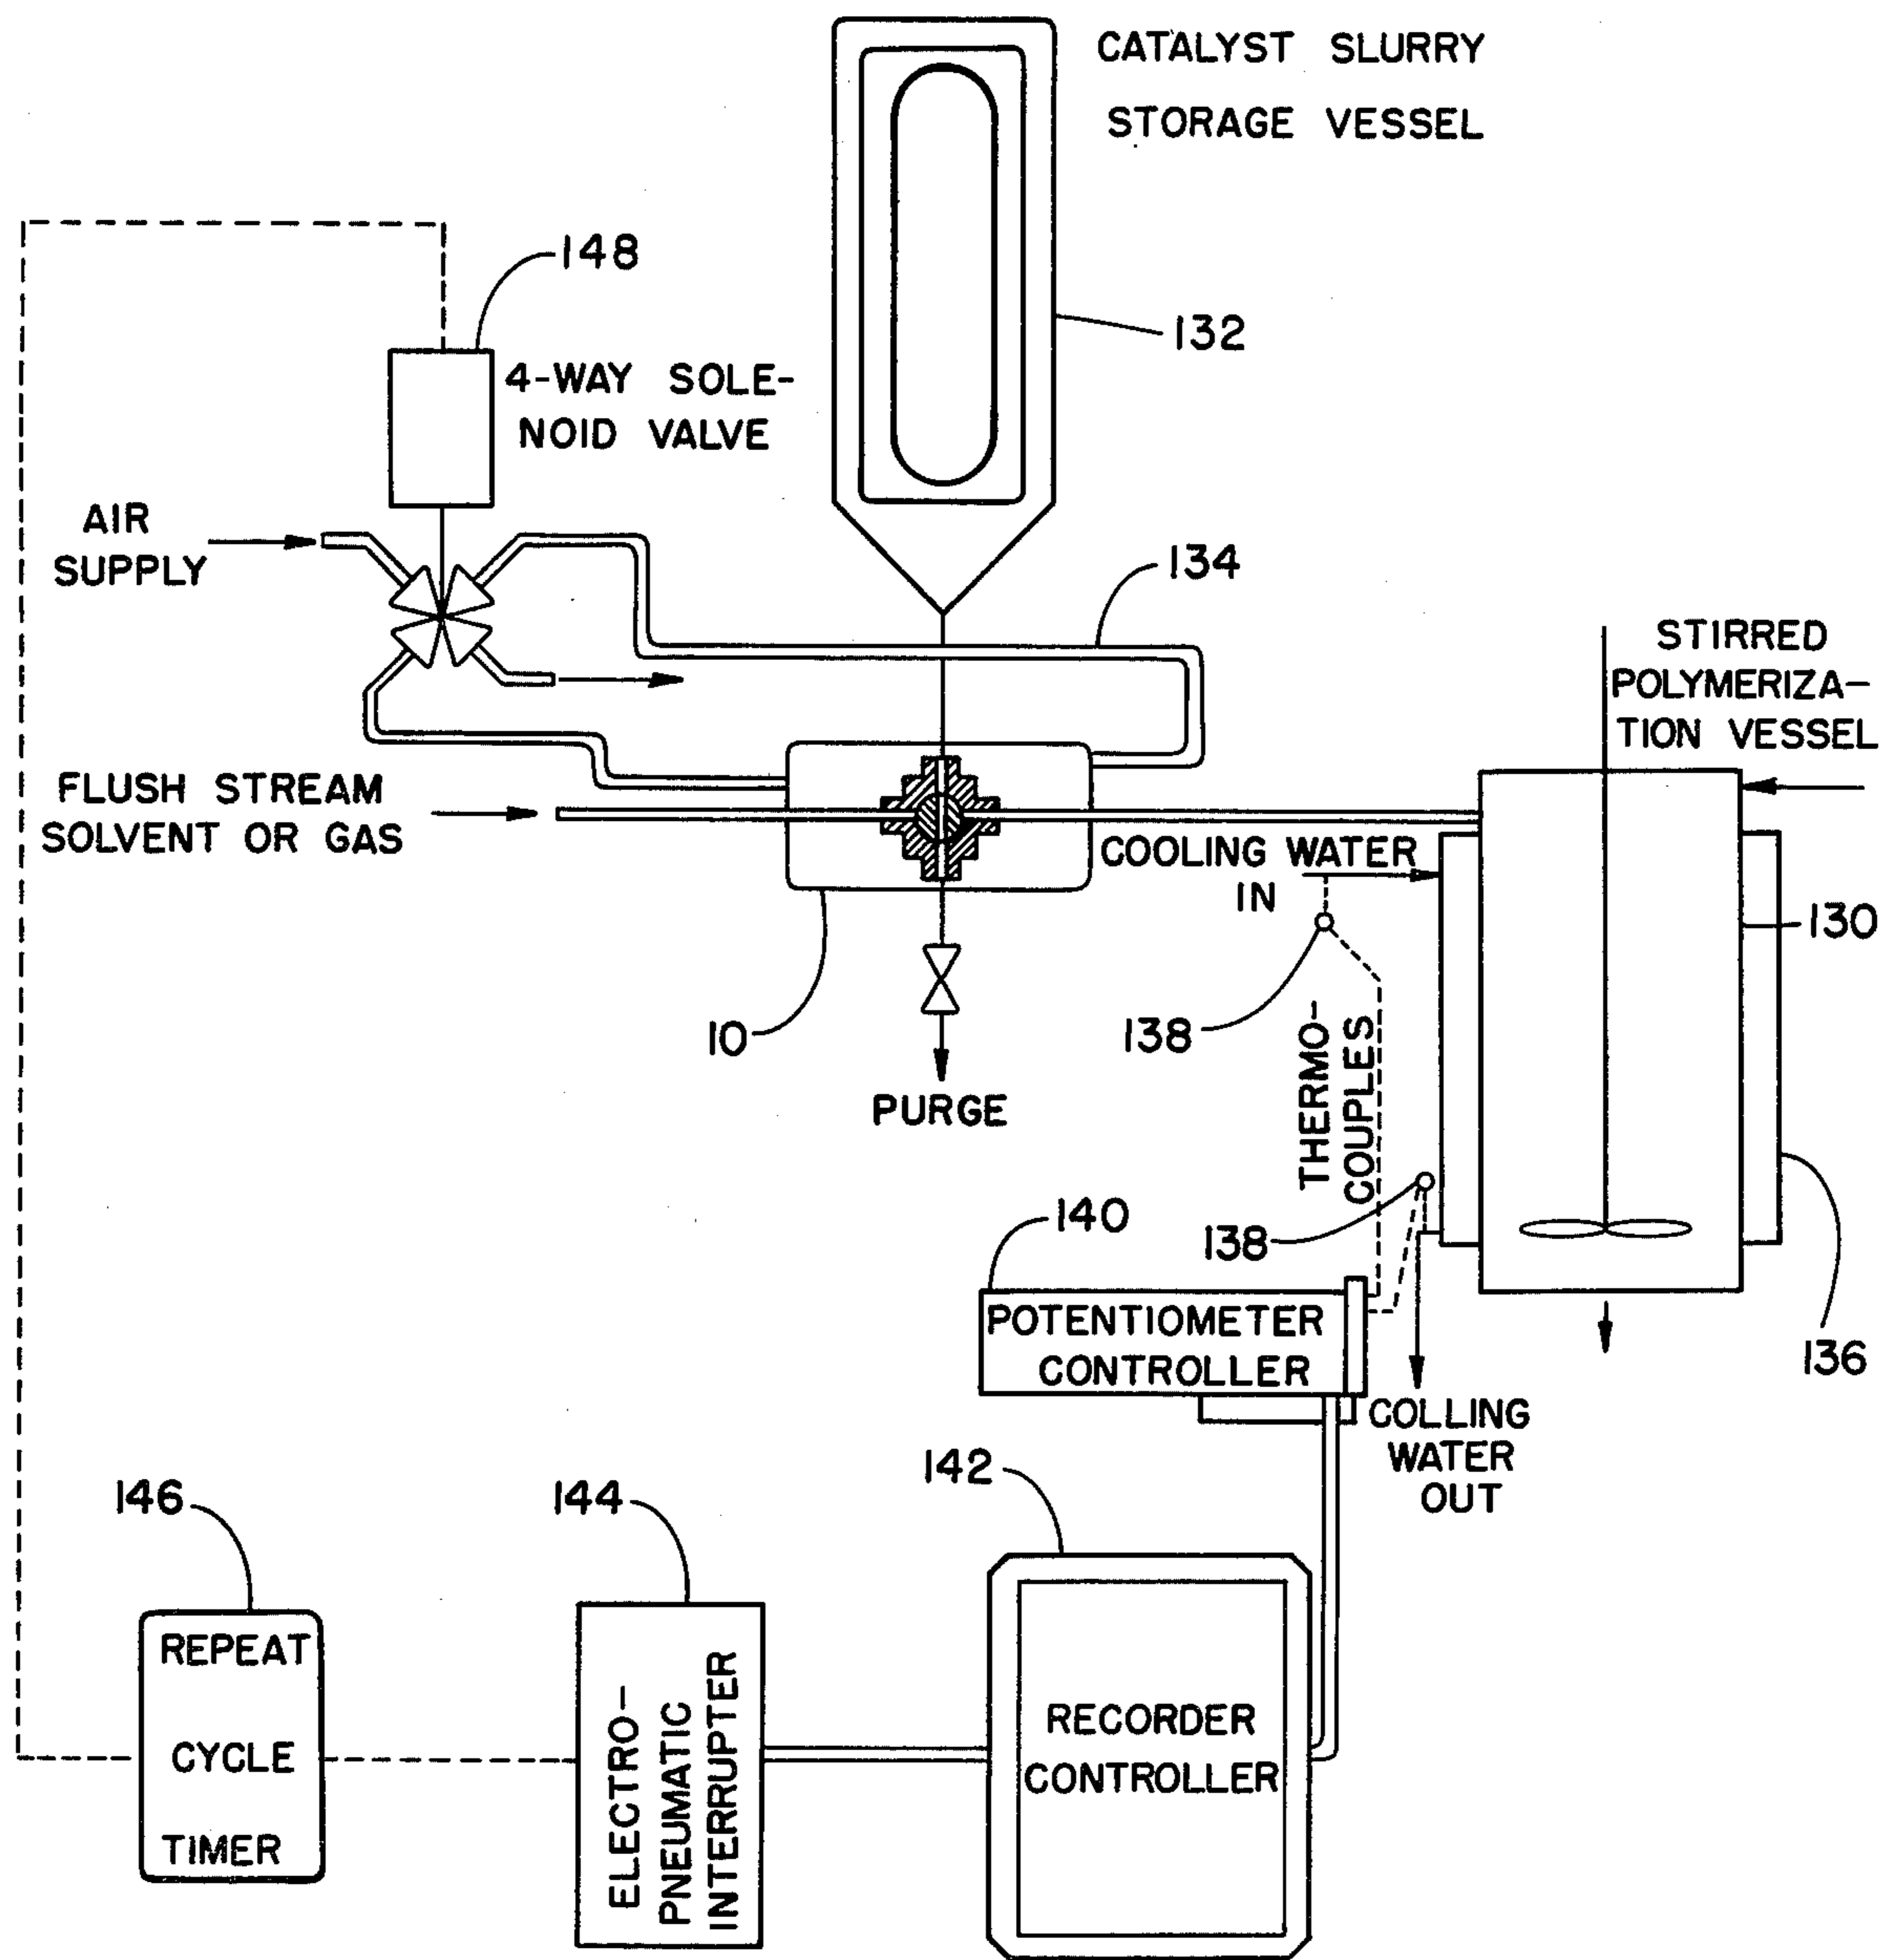 CATALYST SLURRY
STORAGE VESSEL
148
132
4-WAY SOLE-
NOID VALVE
AIR
SUPPLY
134
STIRRED
POLYMERIZA-
TION VESSEL
FLUSH STREAM
SOLVENT OR GAS
COOLING WATER
IN
130
10
138
PURGE
THERMO-
COUPLES
138
140
POTENTIOMETER
CONTROLLER
136
COLLING
WATER
OUT
142
144
146
REPEAT
CYCLE
TIMER
ELECTRO-
PNEUMATIC
INTERRUPTER
RECORDER
CONTROLLER